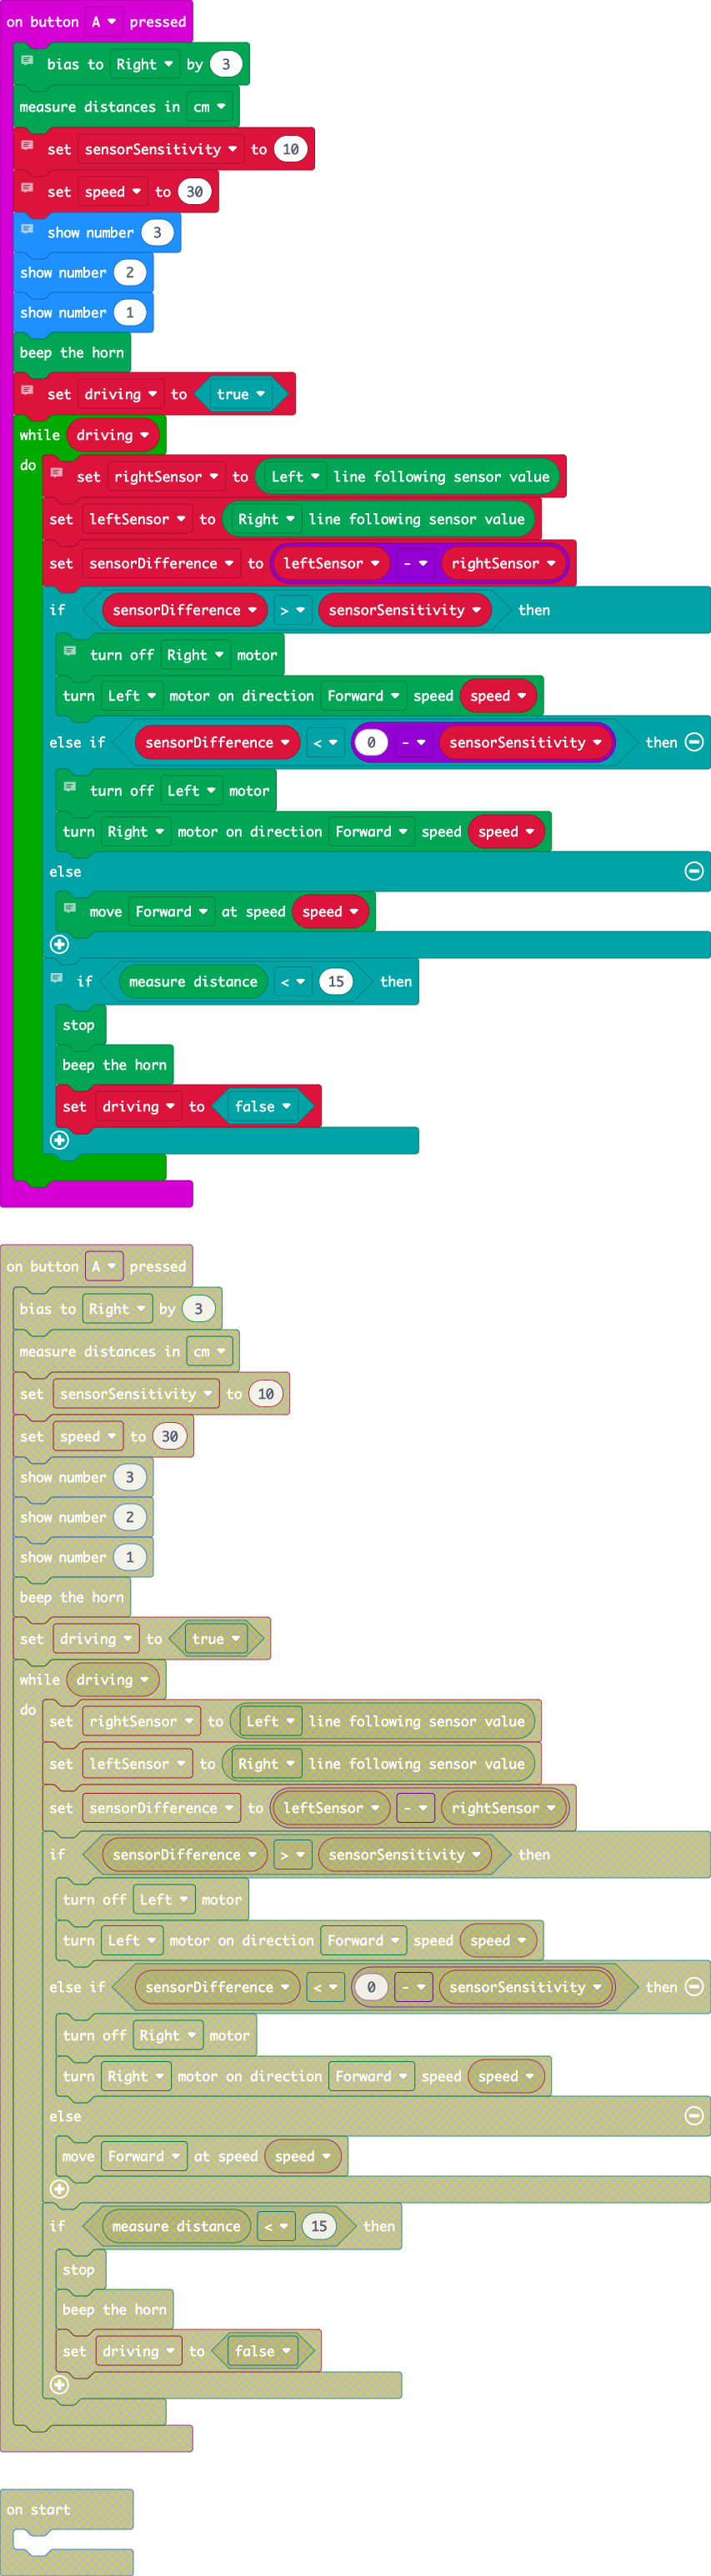 on button A pressed
bias to Right by 3
measure distances in cm
set sensorSensitivity to 10
set speed to 30
show number 3
show number 2
show number 1
beep the horn
set driving to true
while driving
do
set rightSensor to Left line following sensor value
set leftSensor to Right line following sensor value
set sensorDifference to leftSensor - rightSensor
if sensorDifference > sensorSensitivity then
turn off Right motor
turn Left motor on direction Forward speed speed
else if sensorDifference < 0 - sensorSensitivity then
turn off Left motor
turn Right motor on direction Forward speed speed
else
move Forward at speed speed
if measure distance < 15 then
stop
beep the horn
set driving to false
on button A pressed
bias to Right by 3
measure distances in cm
set sensorSensitivity to 10
set speed to 30
show number 3
show number 2
show number 1
beep the horn
set driving to true
while driving
do
set rightSensor to Left line following sensor value
set leftSensor to Right line following sensor value
set sensorDifference to leftSensor - rightSensor
if sensorDifference > sensorSensitivity then
turn off Left motor
turn Left motor on direction Forward speed speed
else if sensorDifference < 0 - sensorSensitivity then
turn off Right motor
turn Right motor on direction Forward speed speed
else
move Forward at speed speed
if measure distance < 15 then
stop
beep the horn
set driving to false
on start